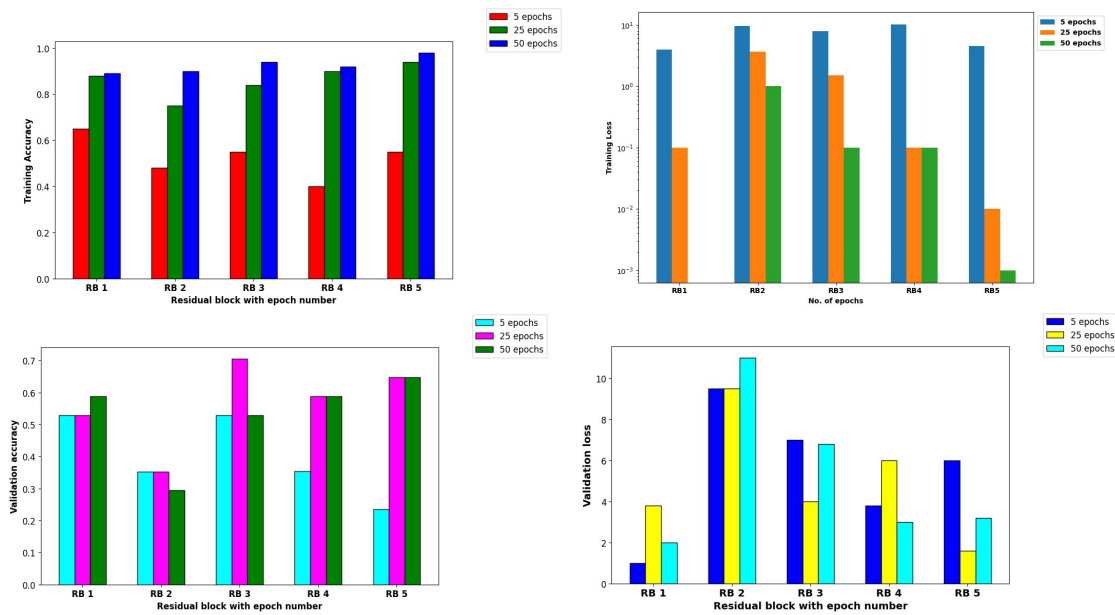 5 epochs
25 epochs
50 epochs
Training Accuracy
1.0
0.8
0.6
0.4
0.2
0.0
RB 1 RB 2 RB 3 RB 4 RB 5
Residual block with epoch number
5 epochs
25 epochs
50 epochs
Training Loss
10¹
10⁰
10⁻¹
10⁻²
10⁻³
RB1 RB2 RB3 RB4 RB5
No. of epochs
5 epochs
25 epochs
50 epochs
Validation accuracy
0.7
0.6
0.5
0.4
0.3
0.2
0.1
0.0
RB 1 RB 2 RB 3 RB 4 RB 5
Residual block with epoch number
5 epochs
25 epochs
50 epochs
Validation loss
10
8
6
4
2
0
RB 1 RB 2 RB 3 RB 4 RB 5
Residual block with epoch number